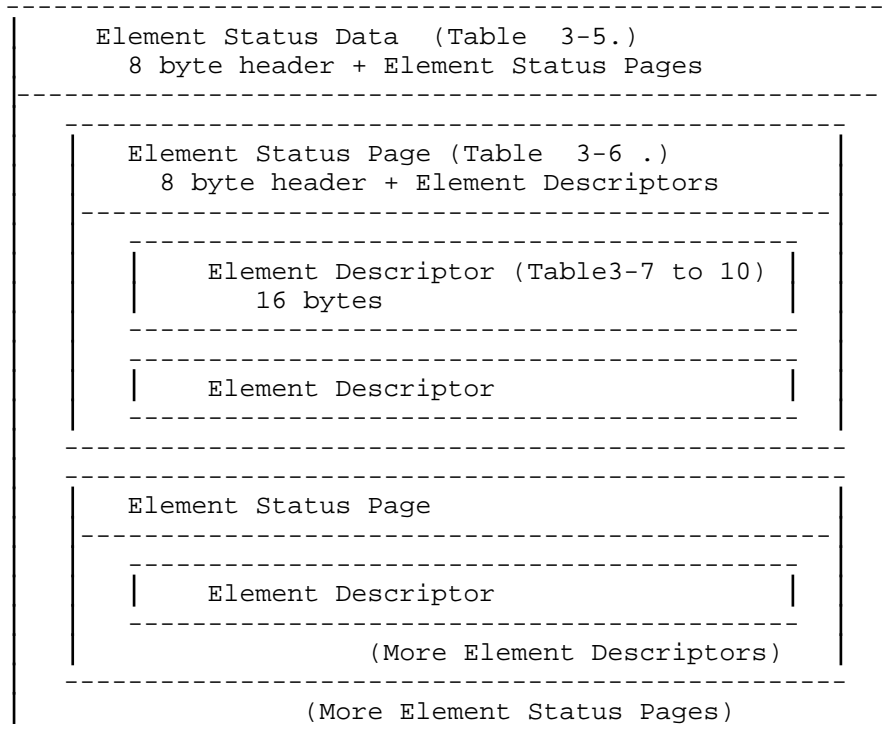 Element Status Data (Table 3-5.)
8 byte header + Element Status Pages
Element Status Page (Table 3-6 .)
8 byte header + Element Descriptors
Element Descriptor (Table3-7 to 10)
16 bytes
Element Descriptor
Element Status Page
Element Descriptor
(More Element Descriptors)
(More Element Status Pages)